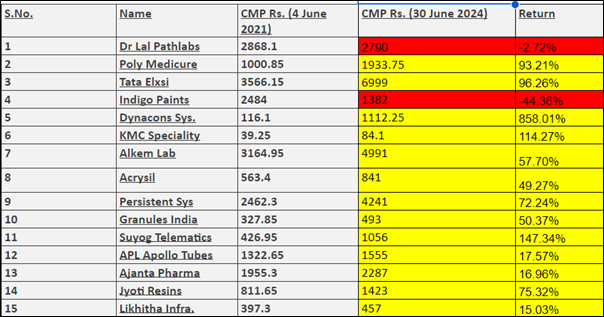 S.No. Name CMP Rs. (4 June 2021) CMP Rs. (30 June 2024) Return
1 Dr Lal Pathlabs 2868.1 2790 -2.72%
2 Poly Medicure 1000.85 1933.75 93.21%
3 Tata Elxsi 3566.15 6999 96.26%
4 Indigo Paints 2484 1382 -44.36%
5 Dynacons Sys. 116.1 1112.25 858.01%
6 KMC Speciality 39.25 84.1 114.27%
7 Alkem Lab 3164.95 4991 57.70%
8 Acrysil 563.4 841 49.27%
9 Persistent Sys 2462.3 4241 72.24%
10 Granules India 327.85 493 50.37%
11 Suyog Telematics 426.95 1056 147.34%
12 APL Apollo Tubes 1322.65 1555 17.57%
13 Ajanta Pharma 1955.3 2287 16.96%
14 Jyoti Resins 811.65 1423 75.32%
15 Likhitha Infra. 397.3 457 15.03%